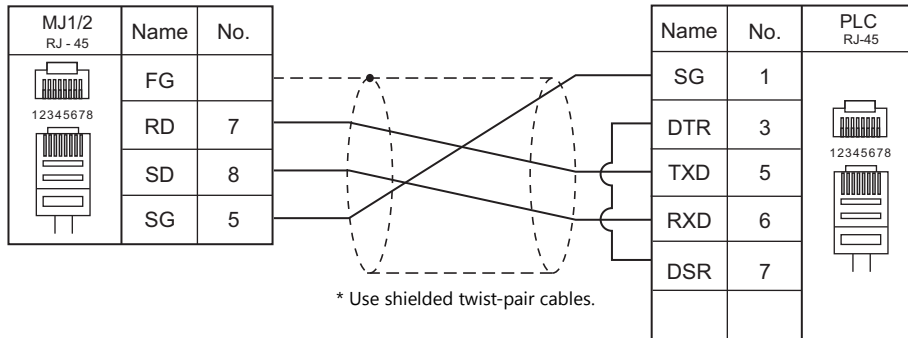 MJ1/2
RJ - 45
Name No.
12345678
FG
RD 7
SD 8
SG 5
Name No. PLC
RJ-45
SG 1
DTR 3
TXD 5
RXD 6
DSR 7
12345678
* Use shielded twist-pair cables.